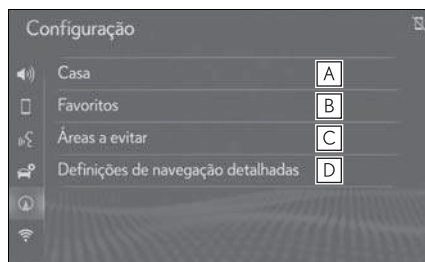 Configuração
Casa A
Favoritos B
Áreas a evitar C
Definições de navegação detalhadas D